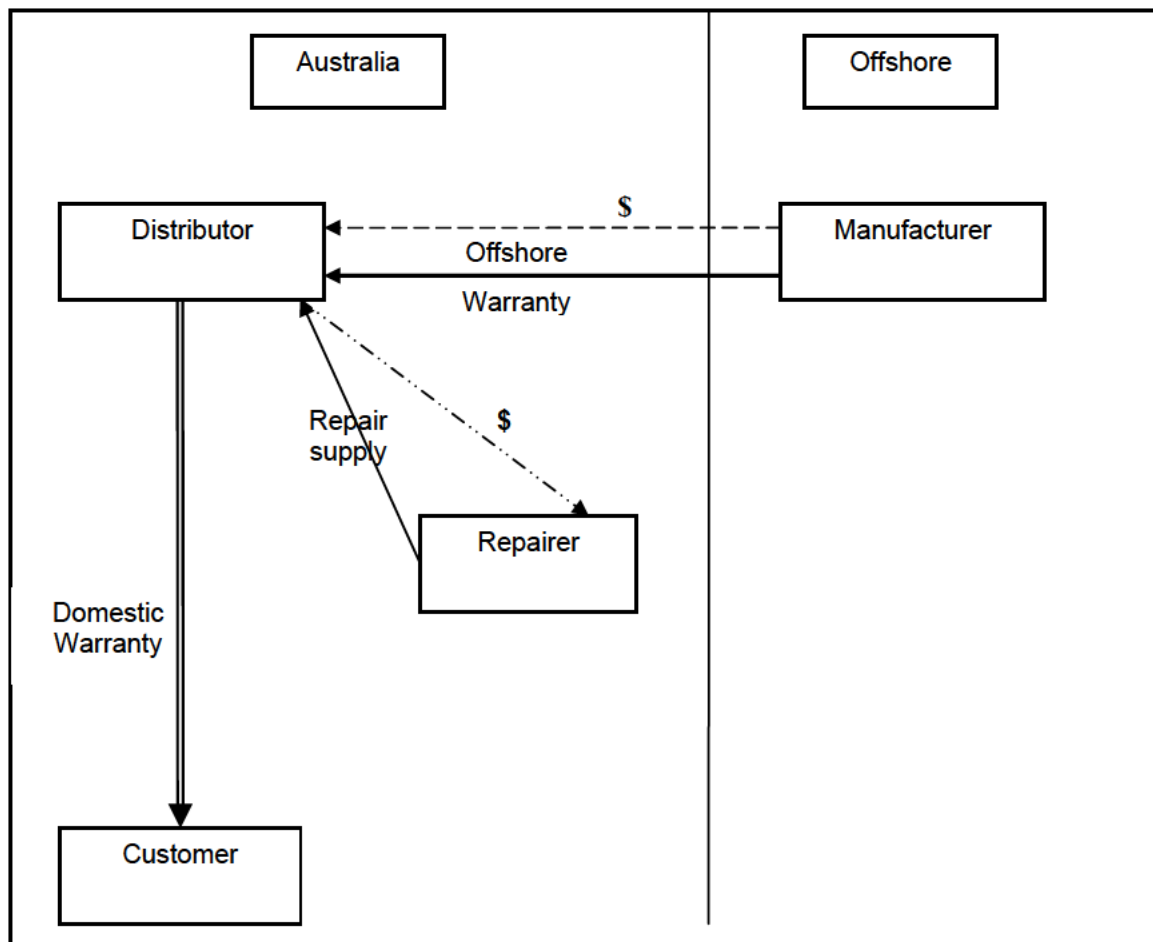 Australia
Offshore
$
Distributor
Manufacturer
Offshore
Warranty
Repair
supply
$
Repairer
Domestic
Warranty
Customer